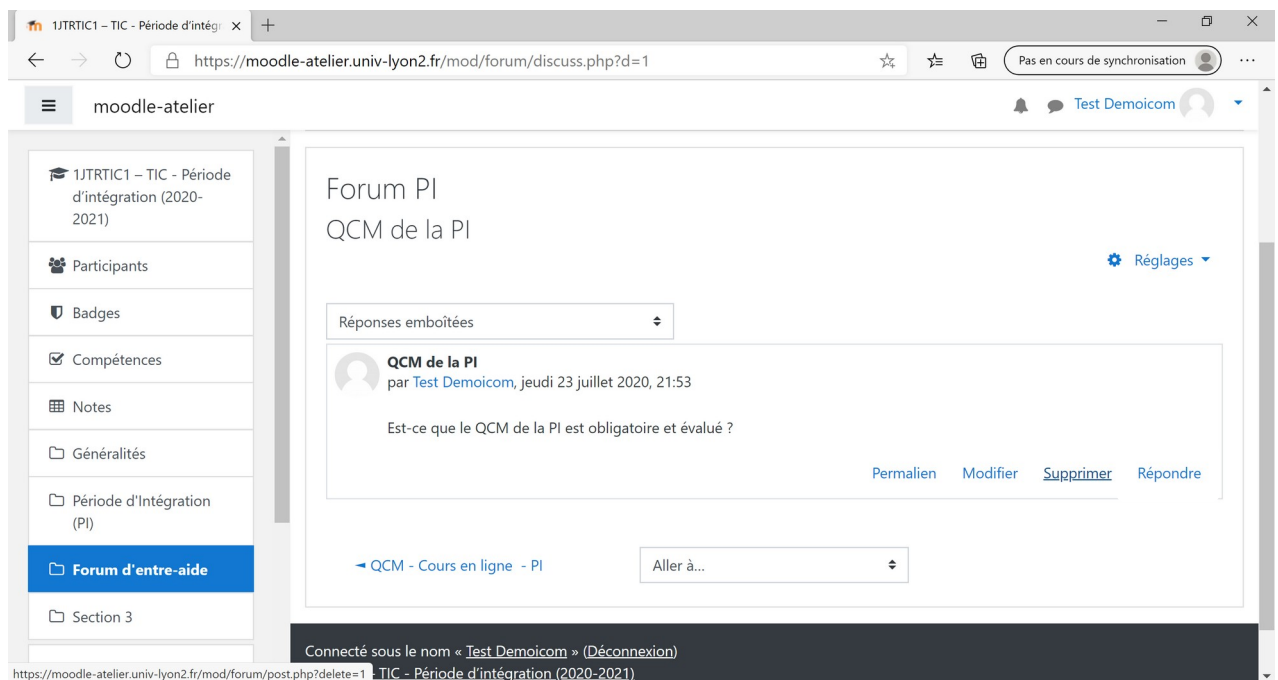 1JTRTIC1 – TIC - Période d'intégr
https://moodle-atelier.univ-lyon2.fr/mod/forum/discuss.php?d=1
Pas en cours de synchronisation
moodle-atelier
Test Demoicom
1JTRTIC1 – TIC - Période
d'intégration (2020-
2021)
Participants
Badges
Compétences
Notes
Généralités
Période d'Intégration
(PI)
Forum d'entre-aide
Section 3
Forum PI
QCM de la PI
Réglages
Réponses emboîtées
QCM de la PI
par Test Demoicom, jeudi 23 juillet 2020, 21:53
Est-ce que le QCM de la PI est obligatoire et évalué ?
Permalien Modifier Supprimer Répondre
◄ QCM - Cours en ligne - PI
Aller à...
Connecté sous le nom « Test Demoicom » (Déconnexion)
TIC - Période d'intégration (2020-2021)
https://moodle-atelier.univ-lyon2.fr/mod/forum/post.php?delete=1